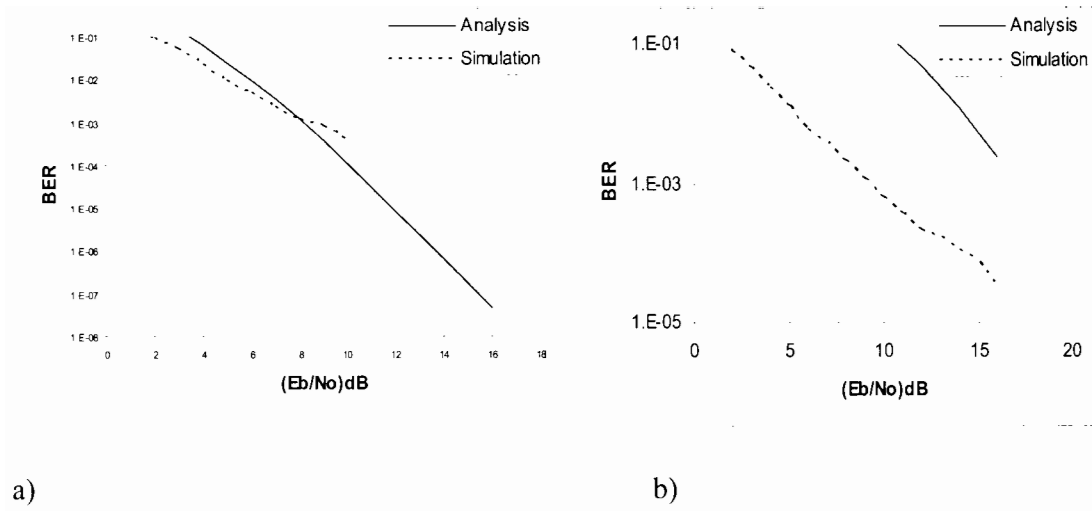 Analysis
Simulation
1.E-01
1.E-02
1.E-03
1.E-04
1.E-05
1.E-06
1.E-07
1.E-08
BER
0 2 4 6 8 10 12 14 16 18
(Eb/No)dB
a)
Analysis
Simulation
1.E-01
1.E-03
1.E-05
BER
0 5 10 15 20
(Eb/No)dB
b)